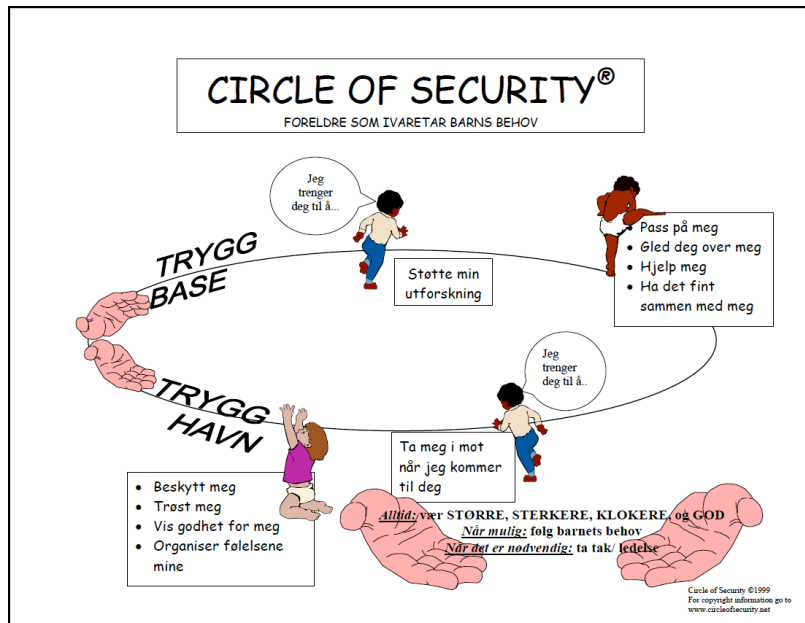 CIRCLE OF SECURITY®
FORELDRE SOM IVARETAR BARNS BEHOV
Jeg
trenger
deg til å...
TRYGG
BASE
Støtte min
utforskning
• Pass på meg
• Gled deg over meg
• Hjelp meg
• Ha det fint
sammen med meg
Jeg
trenger
deg til å..
TRYGG
HAVN
Ta meg i mot
når jeg kommer
til deg
• Beskytt meg
• Trøst meg
• Vis godhet for meg
• Organiser følelsene
mine
Alltid: vær STØRRE, STERKERE, KLOKERE, og GOD
Når mulig: følg barnets behov
Når det er nødvendig: ta tak/ ledelse
Circle of Security ©1999
For copyright information go to
www.circleofsecurity.net